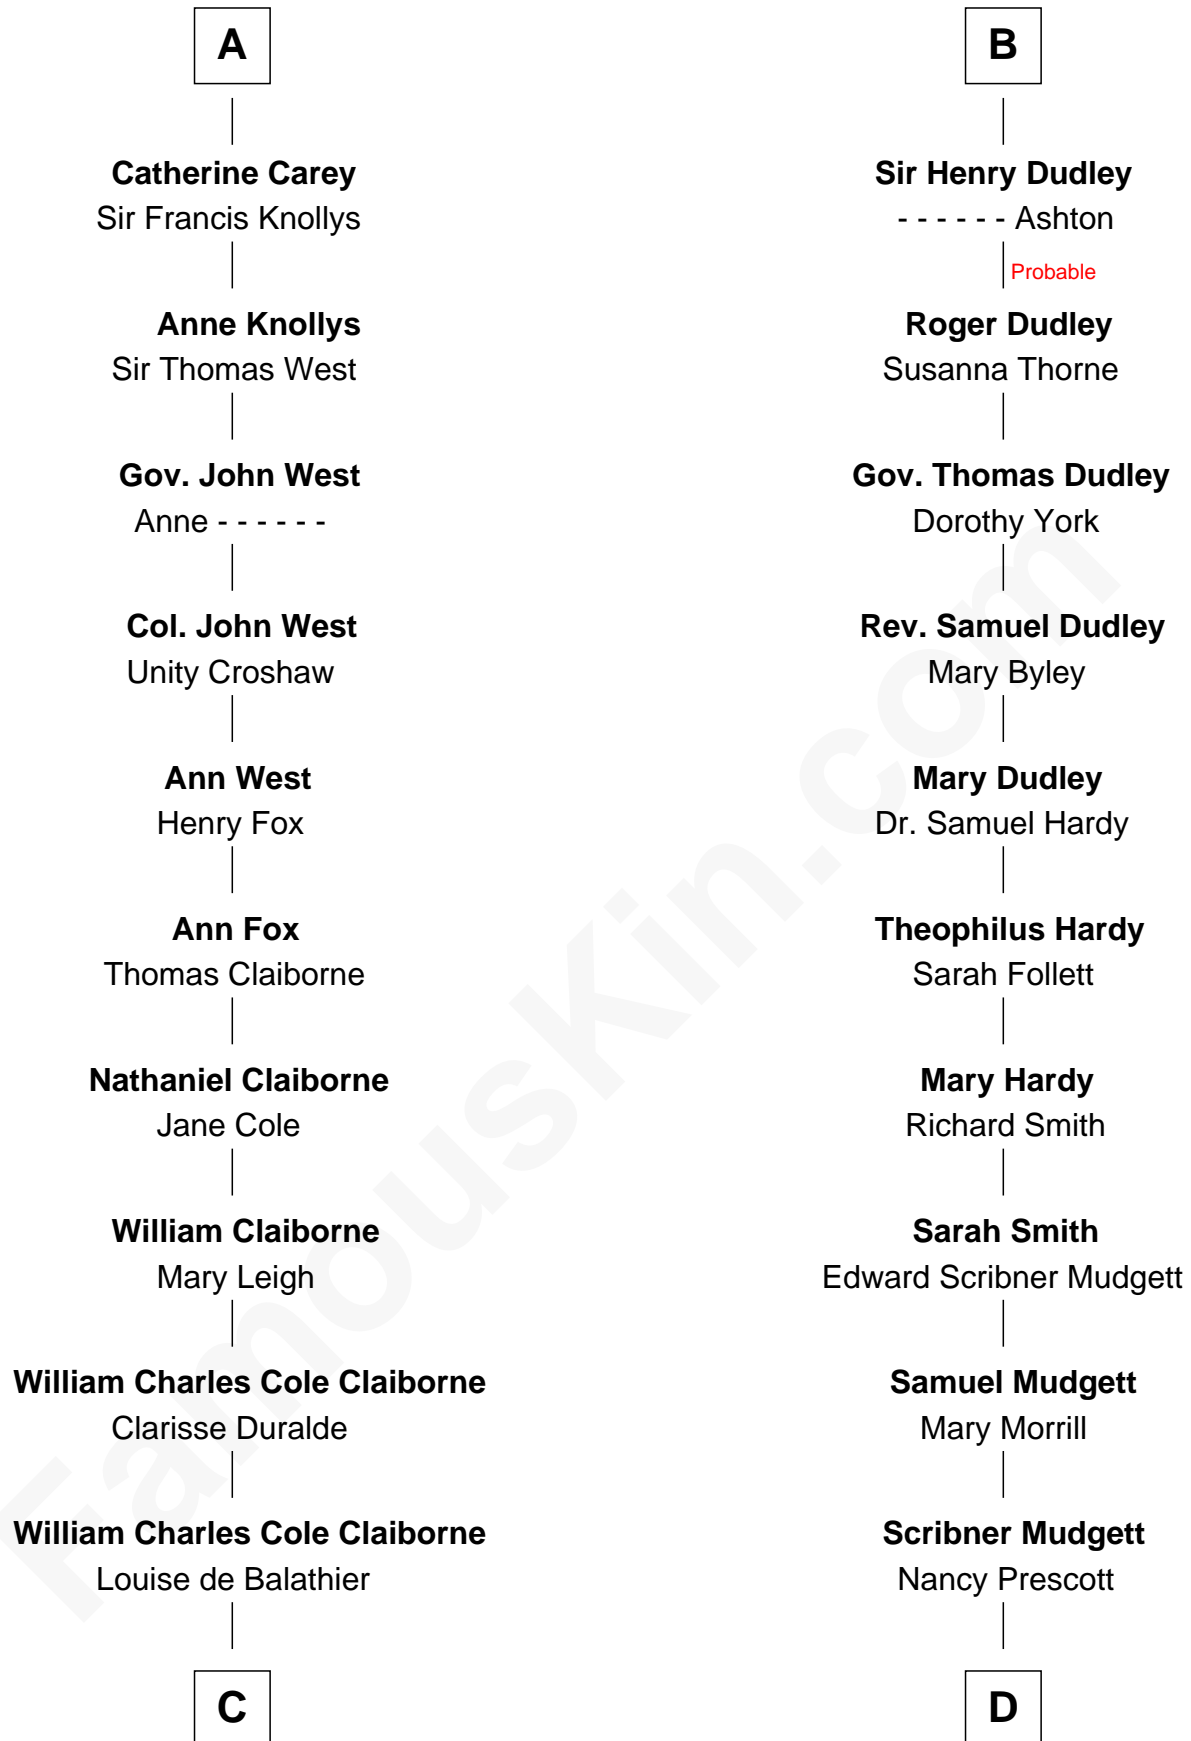 A
Catherine Carey
Sir Francis Knollys
Anne Knollys
Sir Thomas West
Gov. John West
Anne - - - - - -
Col. John West
Unity Croshaw
Ann West
Henry Fox
Ann Fox
Thomas Claiborne
Nathaniel Claiborne
Jane Cole
William Claiborne
Mary Leigh
William Charles Cole Claiborne
Clarisse Duralde
William Charles Cole Claiborne
Louise de Balathier
C
B
Sir Henry Dudley
- - - - - - Ashton
Probable
Roger Dudley
Susanna Thorne
Gov. Thomas Dudley
Dorothy York
Rev. Samuel Dudley
Mary Byley
Mary Dudley
Dr. Samuel Hardy
Theophilus Hardy
Sarah Follett
Mary Hardy
Richard Smith
Sarah Smith
Edward Scribner Mudgett
Samuel Mudgett
Mary Morrill
Scribner Mudgett
Nancy Prescott
D
FamousKin.com